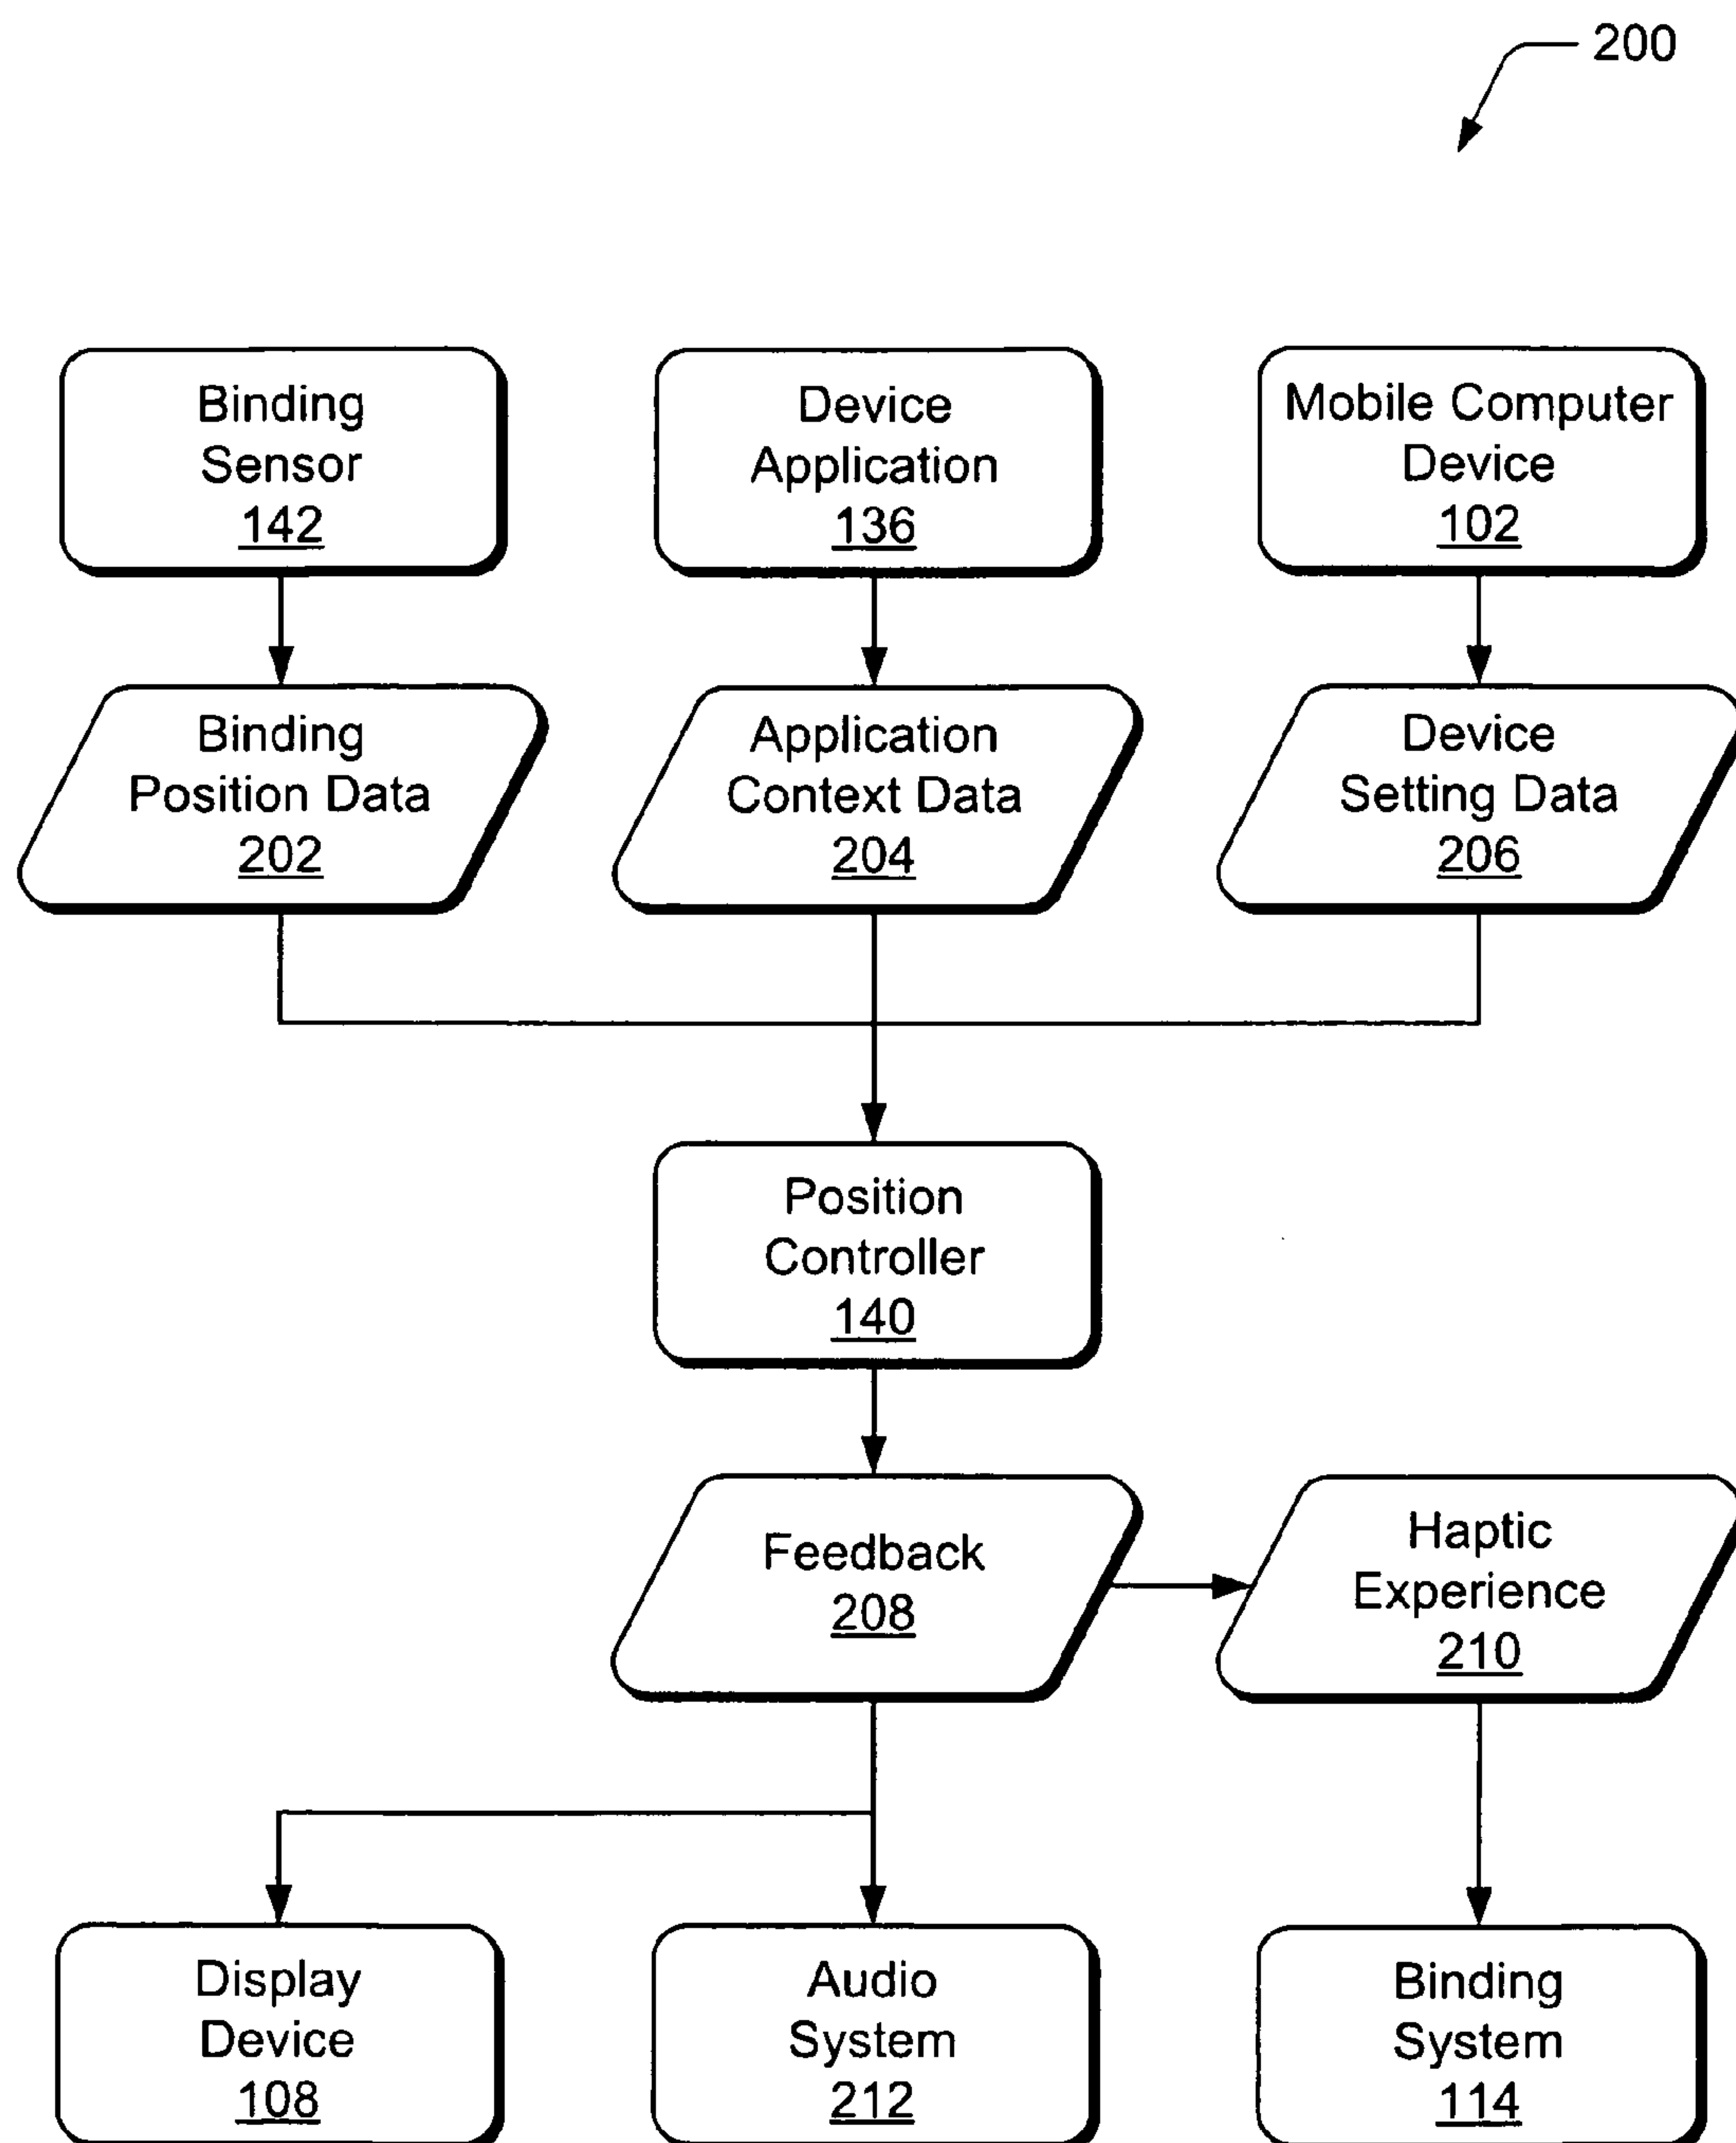 200
Binding
Sensor
142
Device
Application
136
Mobile Computer
Device
102
Binding
Position Data
202
Application
Context Data
204
Device
Setting Data
206
Position
Controller
140
Feedback
208
Haptic
Experience
210
Display
Device
108
Audio
System
212
Binding
System
114